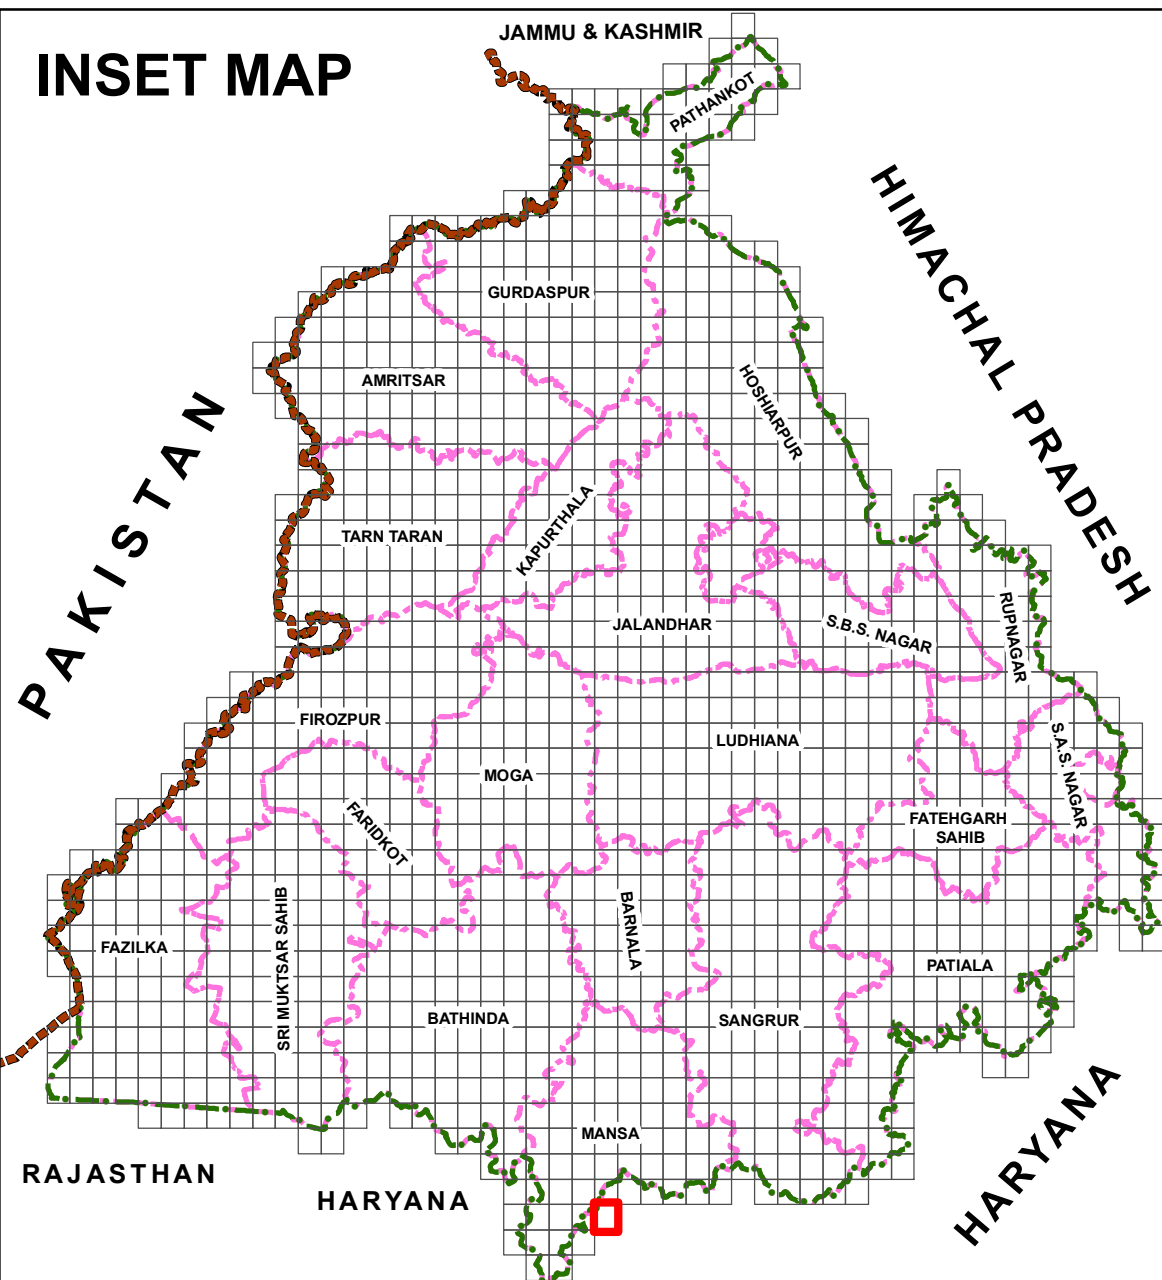 JAMMU & KASHMIR
INSET MAP
PATHANKOT
HIMACHAL PRADESH
GURDASPUR
AMRITSAR
HOSHIARPUR
PAKISTAN
KAPURTHALA
TARN TARAN
JALANDHAR
S.B.S. NAGAR
RUPNAGAR
FIROZPUR
LUDHIANA
S.A.S. NAGAR
MOGA
FARIDKOT
FATEHGARH
SAHIB
SRI MUKTSAR SAHIB
BARNALA
FAZILKA
PATIALA
BATHINDA
SANGRUR
MANSA
RAJASTHAN
HARYANA
HARYANA